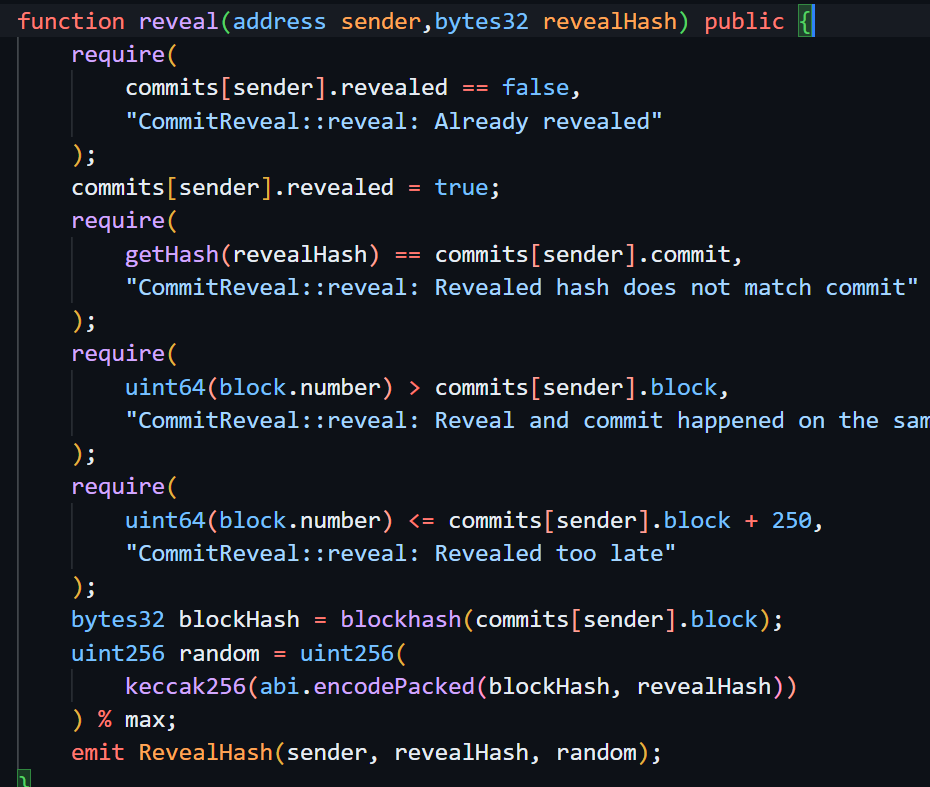 function reveal(address sender,bytes32 revealHash) public {
require(
commits[sender].revealed == false,
"CommitReveal::reveal: Already revealed"
);
commits[sender].revealed = true;
require(
getHash(revealHash) == commits[sender].commit,
"CommitReveal::reveal: Revealed hash does not match commit"
);
require(
uint64(block.number) > commits[sender].block,
"CommitReveal::reveal: Reveal and commit happened on the
);
require(
uint64(block.number) <= commits[sender].block + 250,
"CommitReveal::reveal: Revealed too late"
);
bytes32 blockHash = blockhash(commits[sender].block);
uint256 random = uint256(
keccak256(abi.encodePacked(blockHash, revealHash))
) % max;
emit RevealHash(sender, revealHash, random);
}